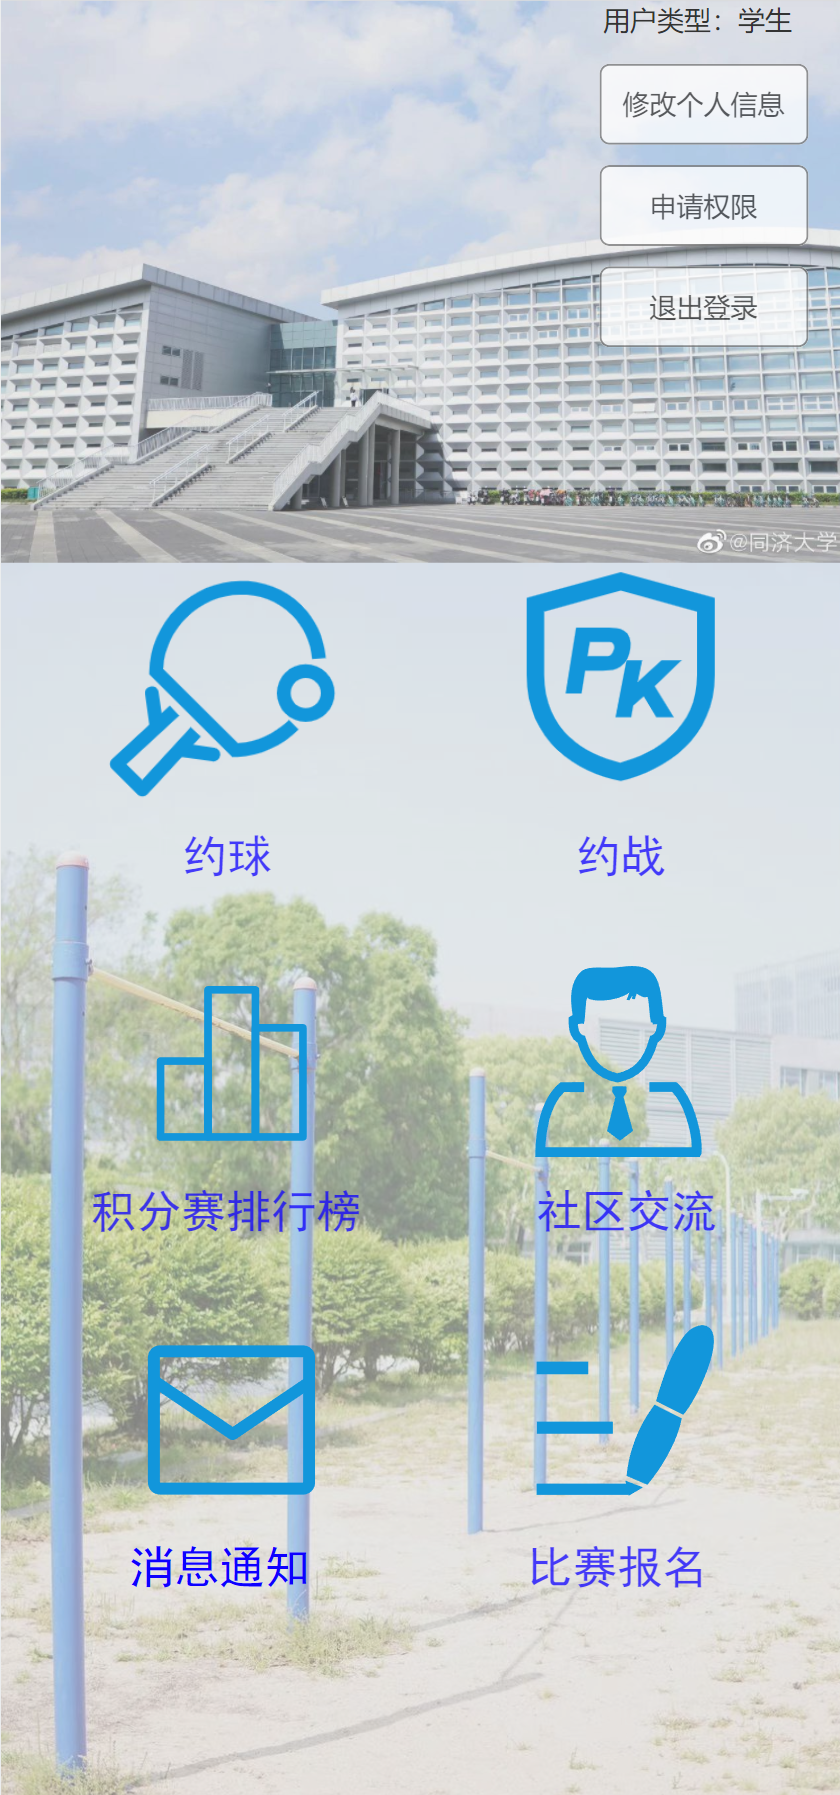 用户类型：学生
修改个人信息
申请权限
退出登录
@同济大学
PK
约球
约战
积分赛排行榜
社区交流
消息通知
比赛报名